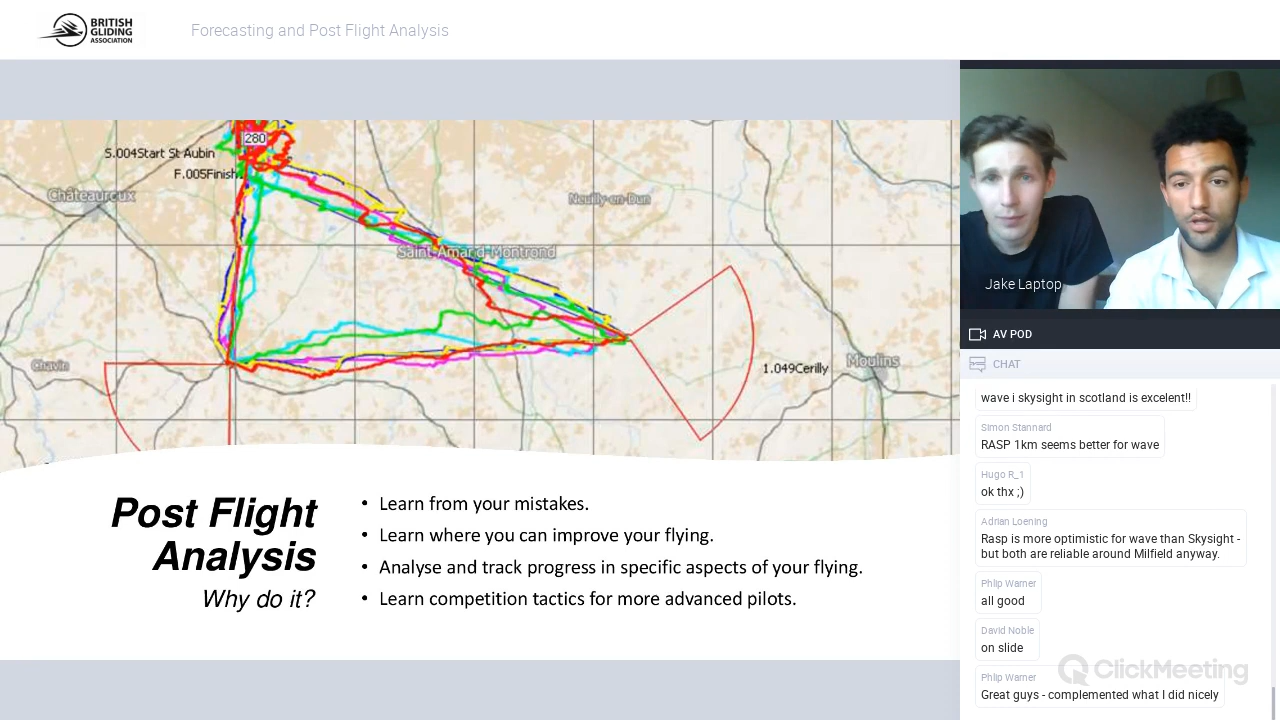 BRITISH
GLIDING
ASSOCIATION
Forecasting and Post Flight Analysis
280
S.004Start St Aubin
F.005Finish
Châteauroux
Neuilly-en-Dun
Saint-Amand-Montrond
1.049Cerilly
Moulins
Post Flight
Analysis
Why do it?
• Learn from your mistakes.
• Learn where you can improve your flying.
• Analyse and track progress in specific aspects of your flying.
• Learn competition tactics for more advanced pilots.
Jake Laptop
AV POD
CHAT
wave i skysight in scotland is excelent!!
Simon Stannard
RASP 1km seems better for wave
Hugo R_1
ok thx ;)
Adrian Loening
Rasp is more optimistic for wave than Skysight -
but both are reliable around Milfield anyway.
Phlip Warner
all good
David Noble
on slide
Phlip Warner
Great guys - complemented what I did nicely
ClickMeeting